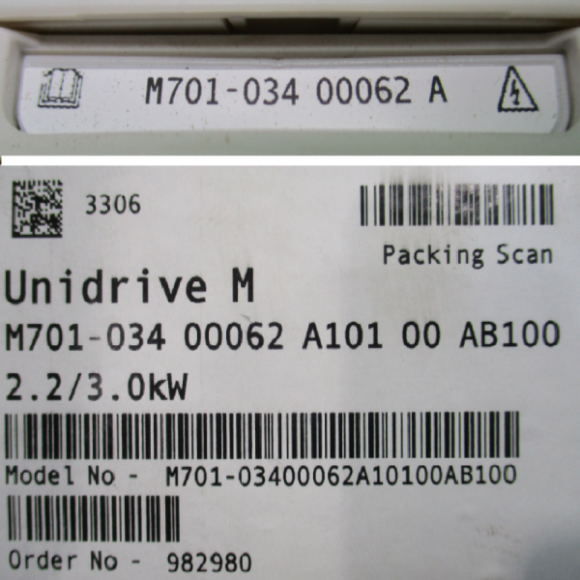 M701-034 00062 A
3306
Packing Scan
Unidrive M
M701-034 00062 A101 00 AB100
2.2/3.0kW
Model No - M701-03400062A10100AB100
Order No - 982980